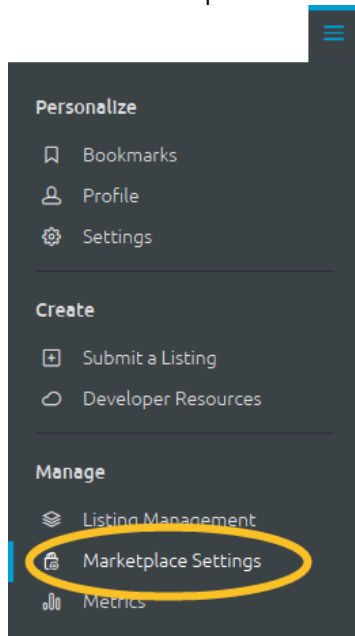 Personalize
Bookmarks
Profile
Settings
Create
Submit a Listing
Developer Resources
Manage
Listing Management
Marketplace Settings
Metrics